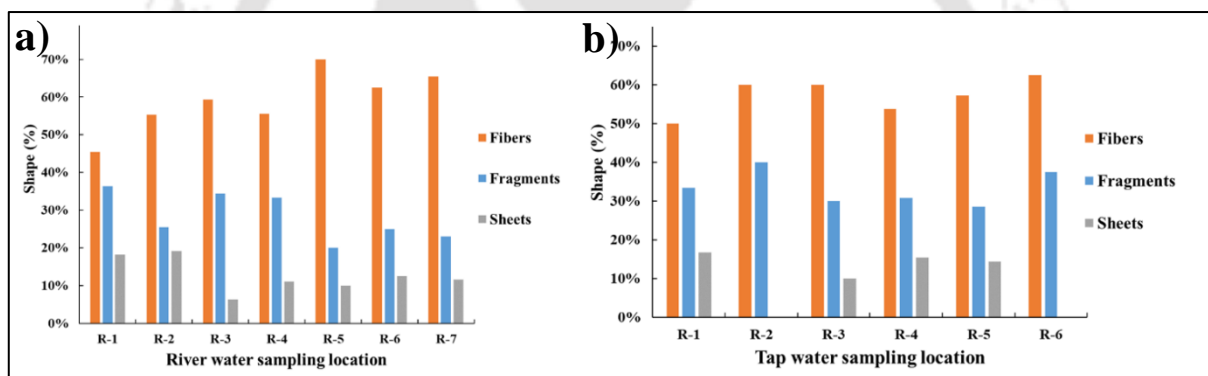 a)
70%
60%
50%
40%
30%
20%
10%
0%
Shape (%)
R-1 R-2 R-3 R-4 R-5 R-6 R-7
River water sampling location
Fibers
Fragments
Sheets
b)
70%
60%
50%
40%
30%
20%
10%
0%
Shape (%)
R-1 R-2 R-3 R-4 R-5 R-6
Tap water sampling location
Fibers
Fragments
Sheets